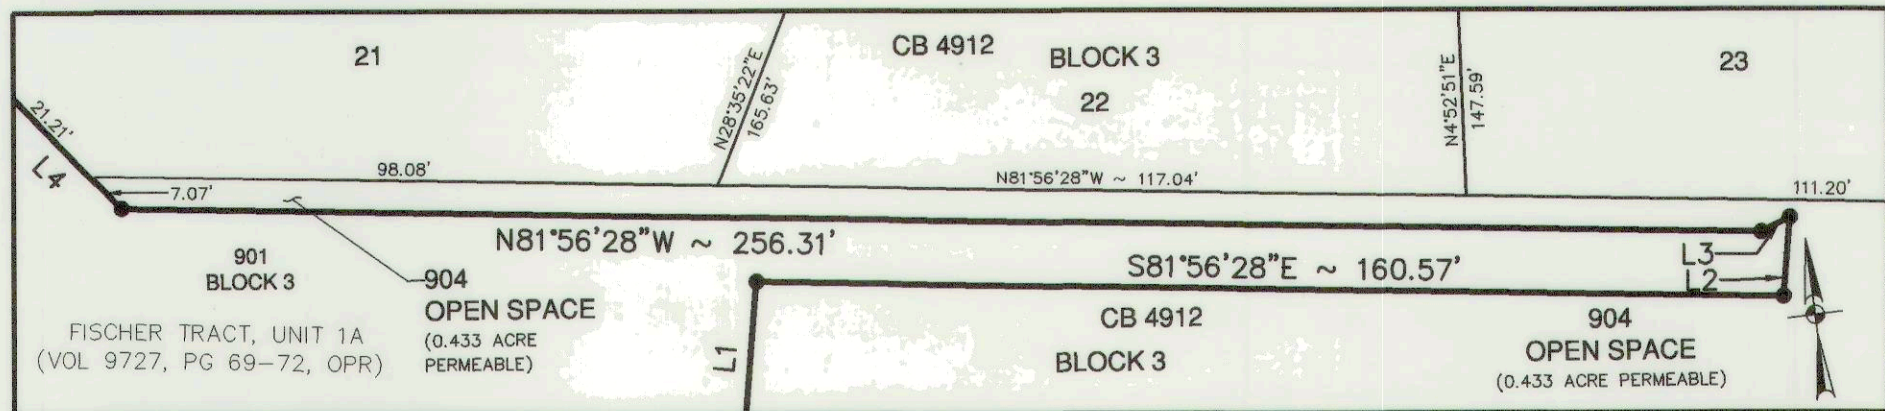 21
CB 4912
BLOCK 3
22
23
N28°35'22"E
165.63'
N4°52'51"E
147.59'
21.21'
L4
7.07'
98.08'
N81°56'28"W ~ 117.04'
111.20'
N81°56'28"W ~ 256.31'
S81°56'28"E ~ 160.57'
L3
L2
901
BLOCK 3
904
OPEN SPACE
(0.433 ACRE
PERMEABLE)
FISCHER TRACT, UNIT 1A
(VOL 9727, PG 69-72, OPR)
L1
CB 4912
BLOCK 3
904
OPEN SPACE
(0.433 ACRE PERMEABLE)